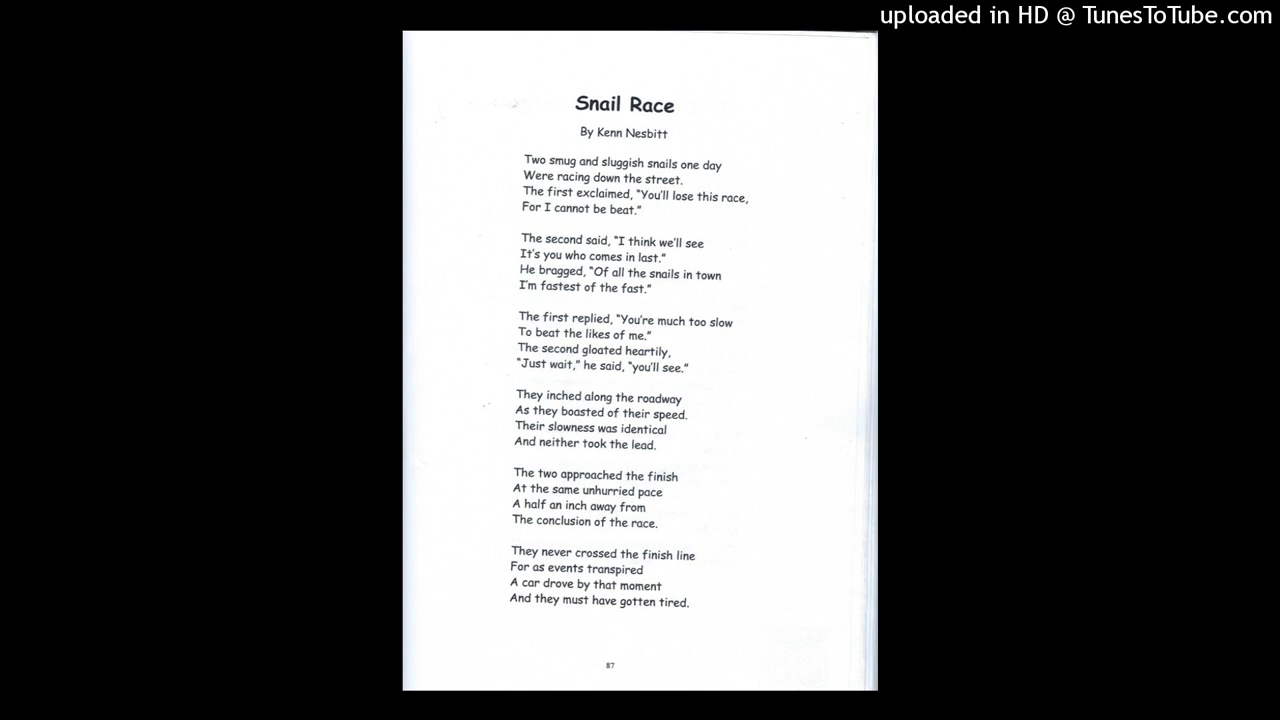 uploaded in HD @ TunesToTube.com
Snail Race
By Kenn Nesbitt
Two smug and sluggish snails one day
Were racing down the street.
The first exclaimed, “You’ll lose this race,
For I cannot be beat.”
The second said, “I think we’ll see
It’s you who comes in last.”
He bragged, “Of all the snails in town
I’m fastest of the fast.”
The first replied, “You’re much too slow
To beat the likes of me.”
The second gloated heartily,
“Just wait,” he said, “you’ll see.”
They inched along the roadway
As they boasted of their speed.
Their slowness was identical
And neither took the lead.
The two approached the finish
At the same unhurried pace
A half an inch away from
The conclusion of the race.
They never crossed the finish line
For as events transpired
A car drove by that moment
And they must have gotten tired.
87